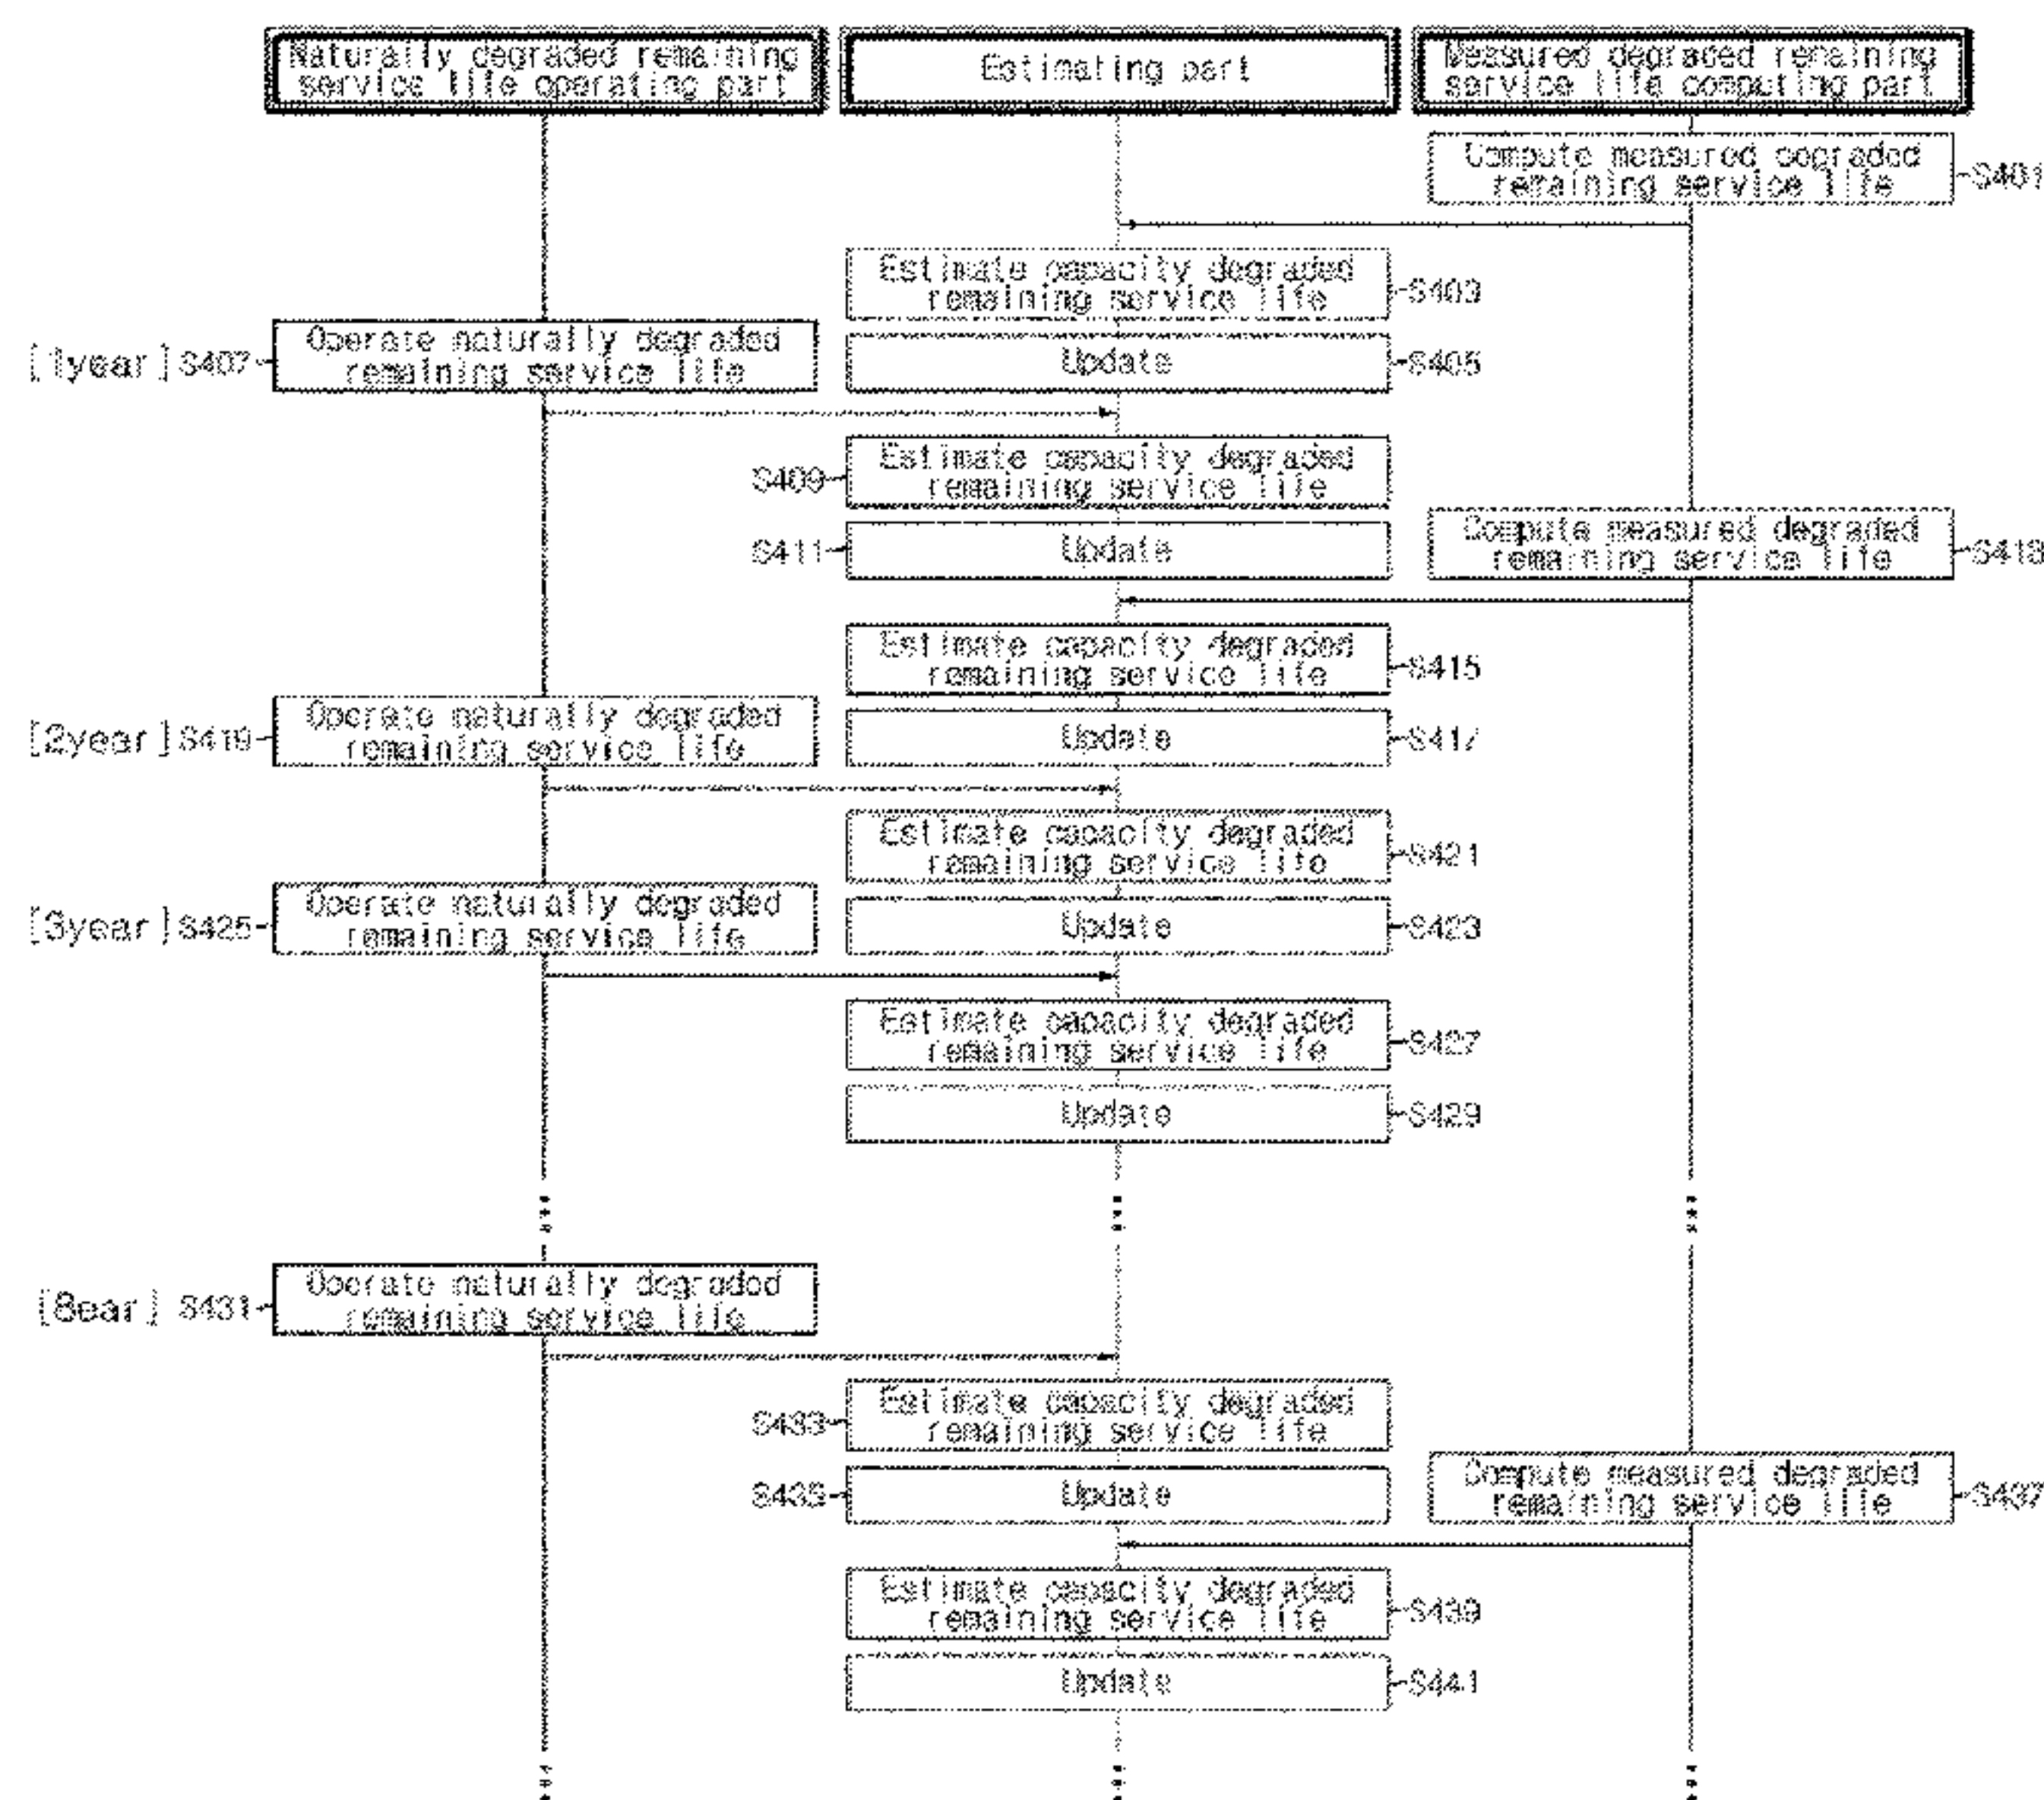 Naturally degraded remaining
service life operating part
Estimating part
Measured degraded remaining
service life computing part
Compute measured degraded
remaining service life
S401
Estimate capacity degraded
remaining service life
S403
[1year] S407
Operate naturally degraded
remaining service life
Update
S405
S409
Estimate capacity degraded
remaining service life
S411
Update
Compute measured degraded
remaining service life
S413
Estimate capacity degraded
remaining service life
S415
[2year] S419
Operate naturally degraded
remaining service life
Update
S417
Estimate capacity degraded
remaining service life
S421
[3year] S425
Operate naturally degraded
remaining service life
Update
S423
Estimate capacity degraded
remaining service life
S427
Update
S429
[8ear] S431
Operate naturally degraded
remaining service life
S433
Estimate capacity degraded
remaining service life
S435
Update
Compute measured degraded
remaining service life
S437
Estimate capacity degraded
remaining service life
S439
Update
S441